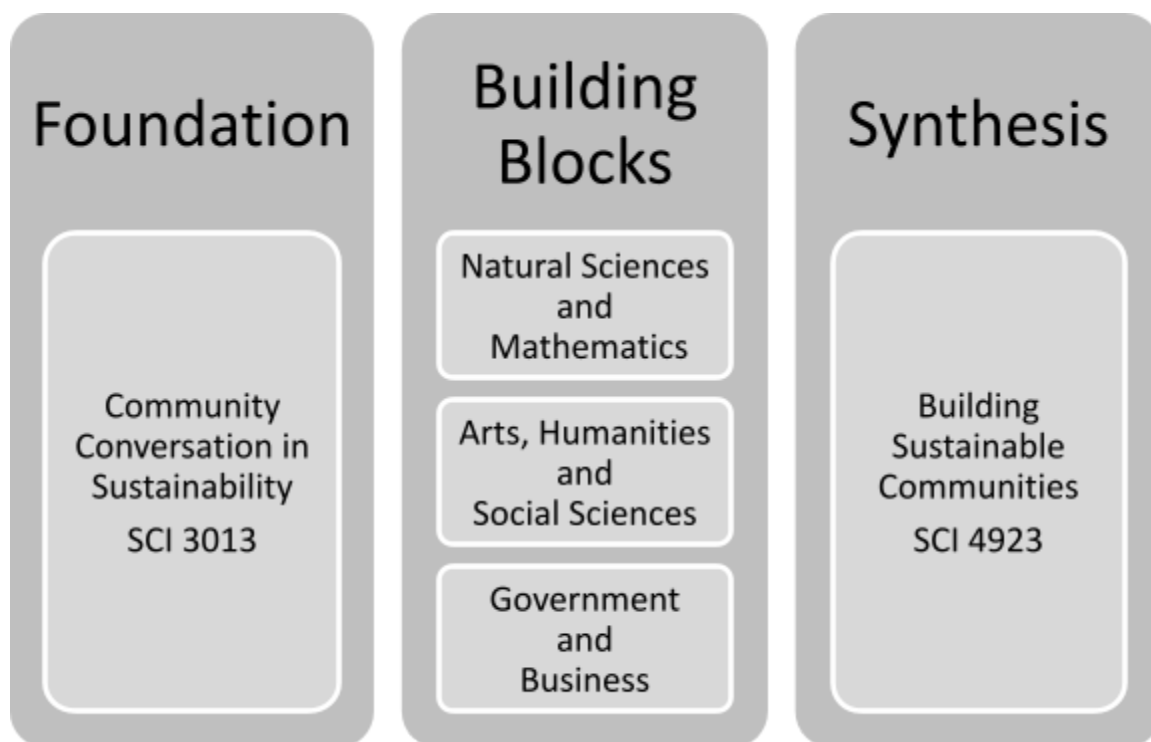 Foundation
Community
Conversation in
Sustainability
SCI 3013
Building
Blocks
Natural Sciences
and
Mathematics
Arts, Humanities
and
Social Sciences
Government
and
Business
Synthesis
Building
Sustainable
Communities
SCI 4923